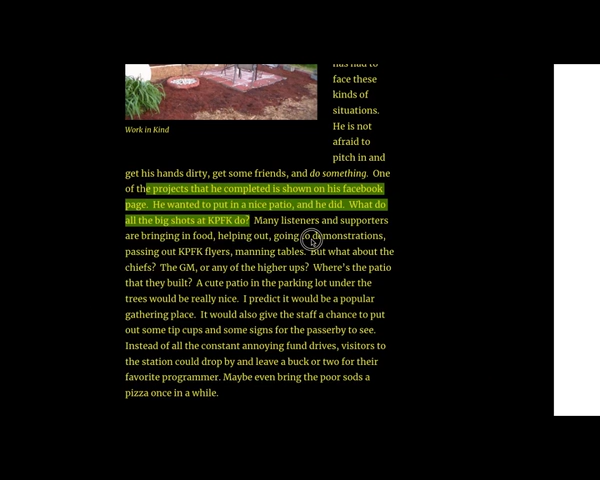 has had to
face these
kinds of
situations.
He is not
afraid to
pitch in and
Work in Kind
get his hands dirty, get some friends, and do something.  One
of the projects that he completed is shown on his facebook
page.  He wanted to put in a nice patio, and he did.  What do
all the big shots at KPFK do?  Many listeners and supporters
are bringing in food, helping out, going to demonstrations,
passing out KPFK flyers, manning tables.  But what about the
chiefs?  The GM, or any of the higher ups?  Where's the patio
that they built?  A cute patio in the parking lot under the
trees would be really nice.  I predict it would be a popular
gathering place.  It would also give the staff a chance to put
out some tip cups and some signs for the passerby to see.
Instead of all the constant annoying fund drives, visitors to
the station could drop by and leave a buck or two for their
favorite programmer. Maybe even bring the poor sods a
pizza once in a while.